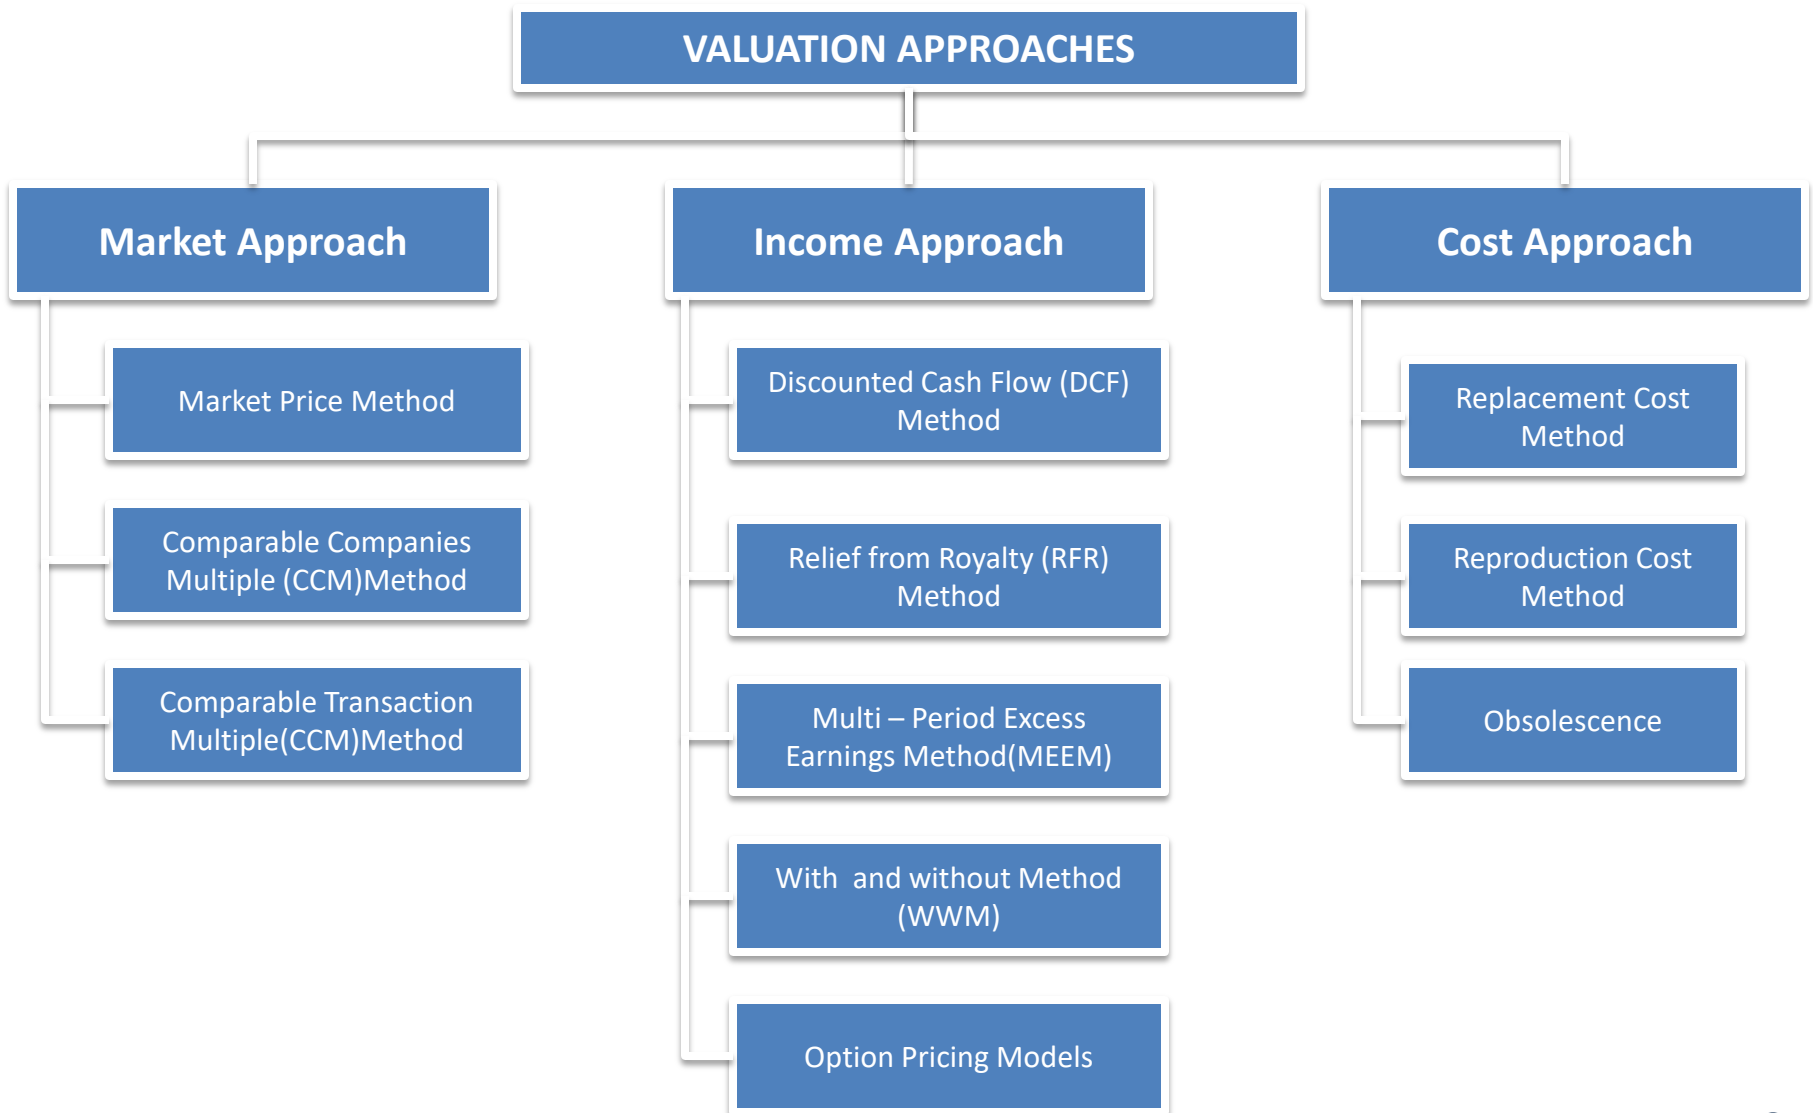 VALUATION APPROACHES
Market Approach
Market Price Method
Comparable Companies
Multiple (CCM)Method
Comparable Transaction
Multiple(CCM)Method
Income Approach
Discounted Cash Flow (DCF)
Method
Relief from Royalty (RFR)
Method
Multi – Period Excess
Earnings Method(MEEM)
With  and without Method
(WWM)
Option Pricing Models
Cost Approach
Replacement Cost
Method
Reproduction Cost
Method
Obsolescence